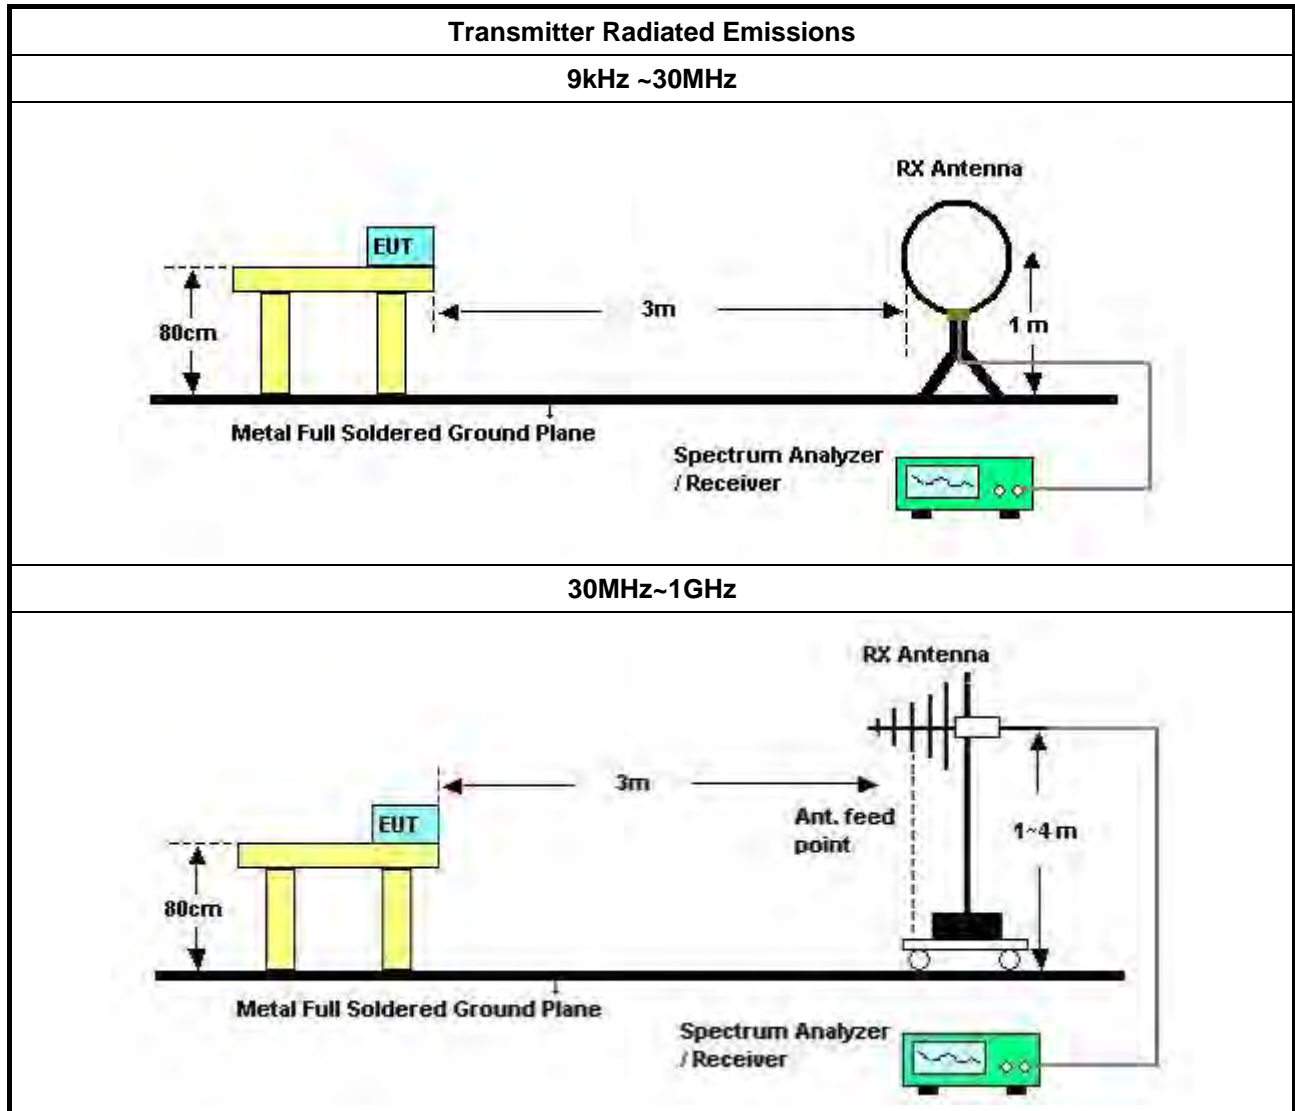 Transmitter Radiated Emissions
9kHz ~30MHz
RX Antenna
EUT
3m
80cm
1 m
Metal Full Soldered Ground Plane
Spectrum Analyzer
/ Receiver
30MHz~1GHz
RX Antenna
3m
EUT
Ant. feed
point
1~4 m
80cm
Metal Full Soldered Ground Plane
Spectrum Analyzer
/ Receiver